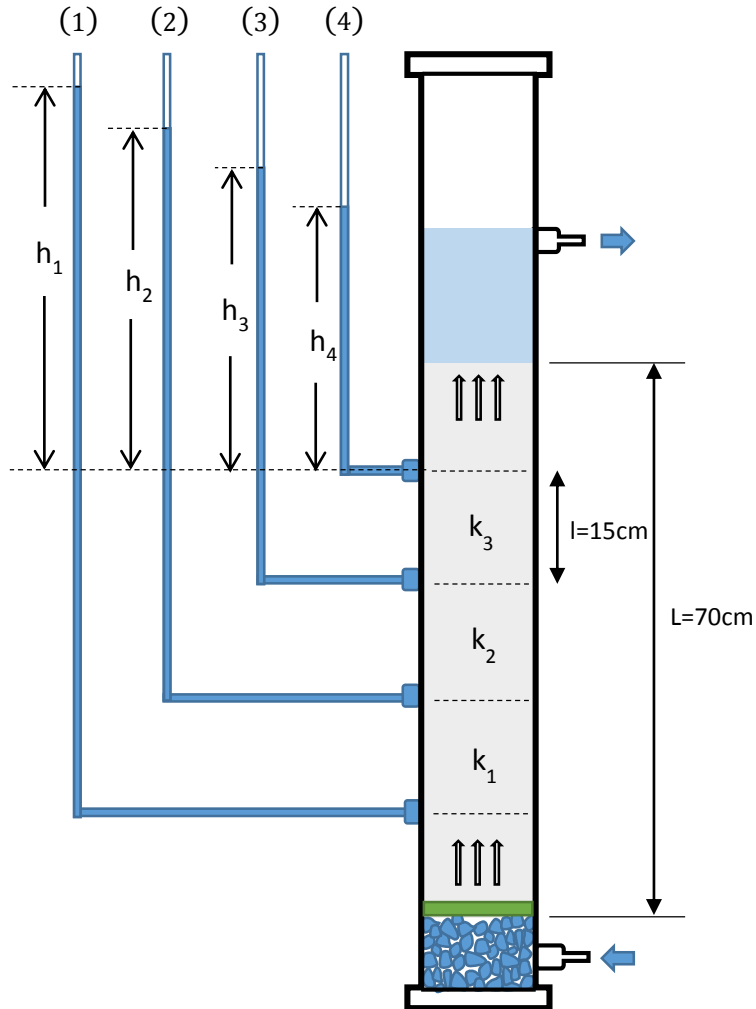 (1) (2) (3) (4)
h₁
h₂
h₃
h₄
k₃
l=15cm
k₂
L=70cm
k₁